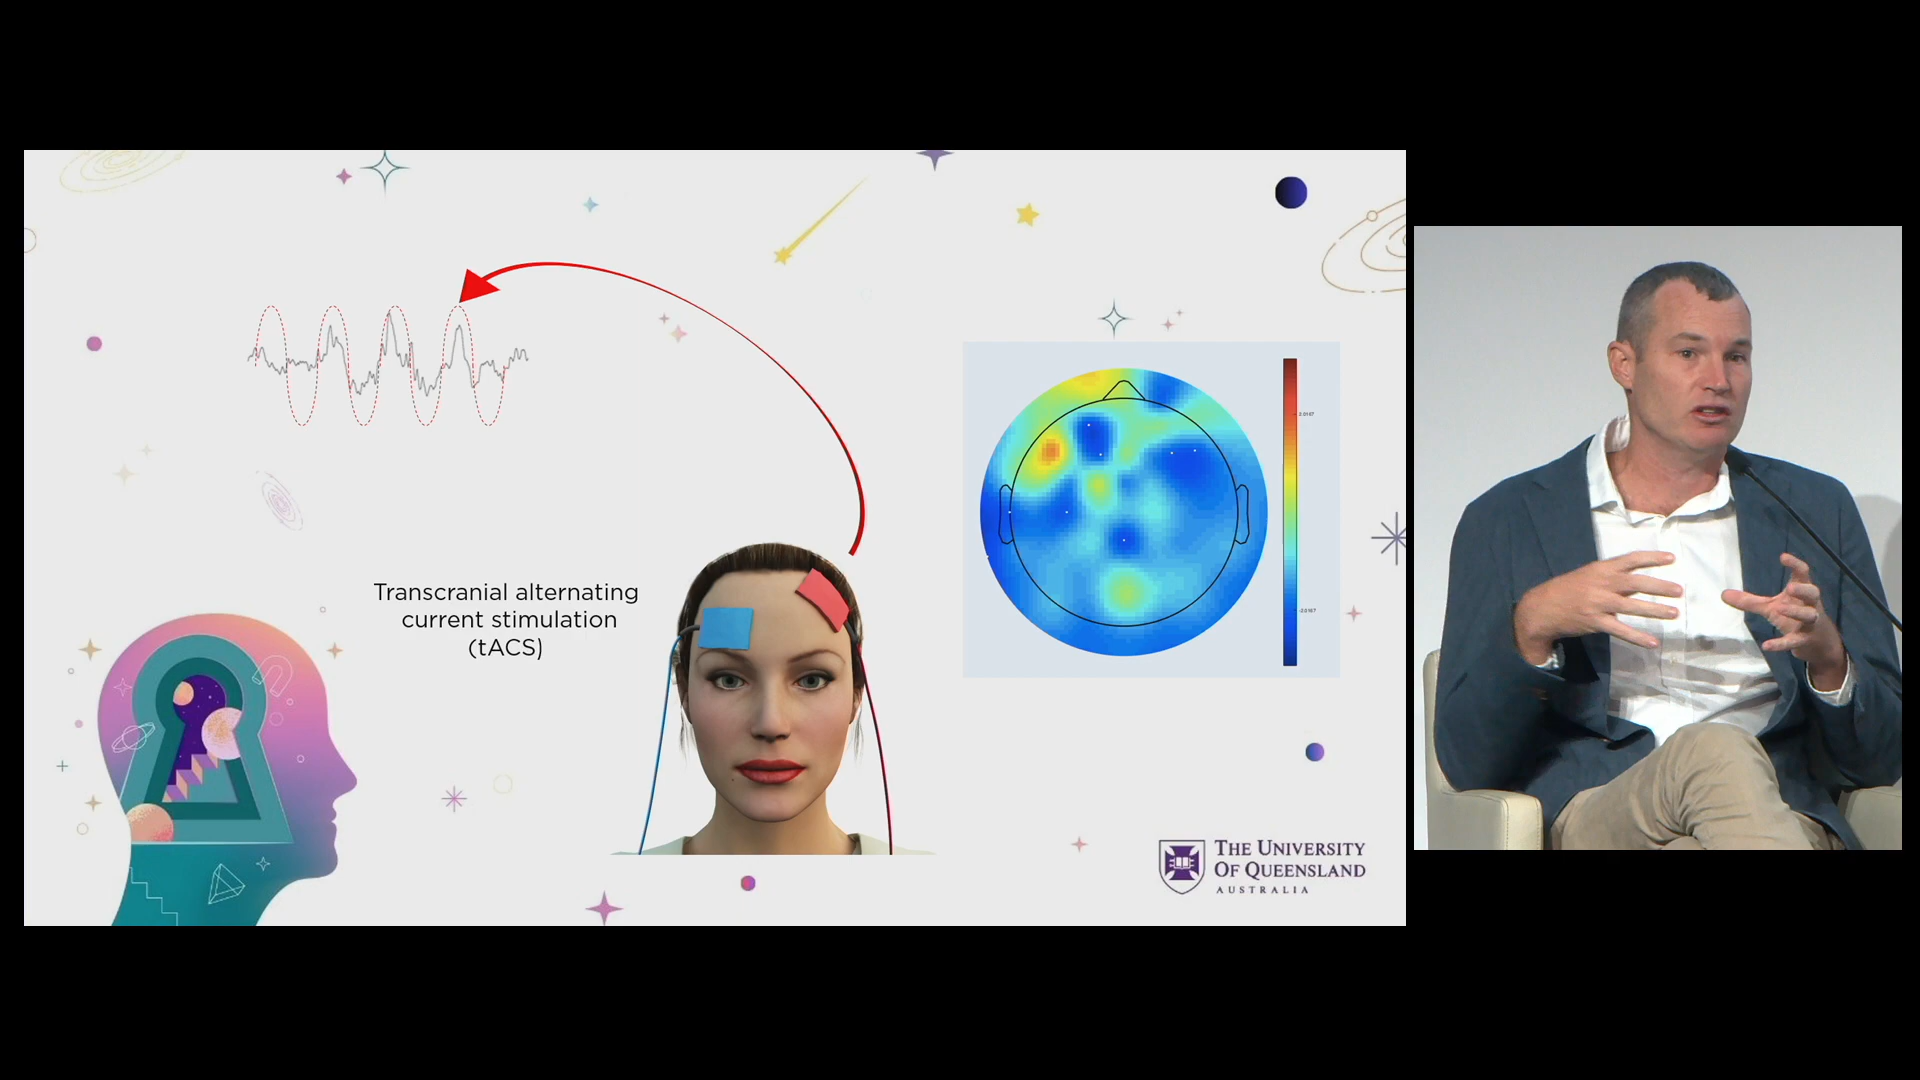 Transcranial alternating
current stimulation
(tACS)
THE UNIVERSITY
OF QUEENSLAND
AUSTRALIA